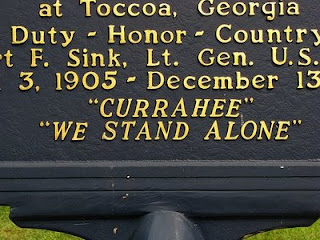 at Toccoa, Georgia
Duty - Honor - Country
t F. Sink, Lt. Gen. U.S.
3, 1905 - December 13
"CURRAHEE"
"WE STAND ALONE"